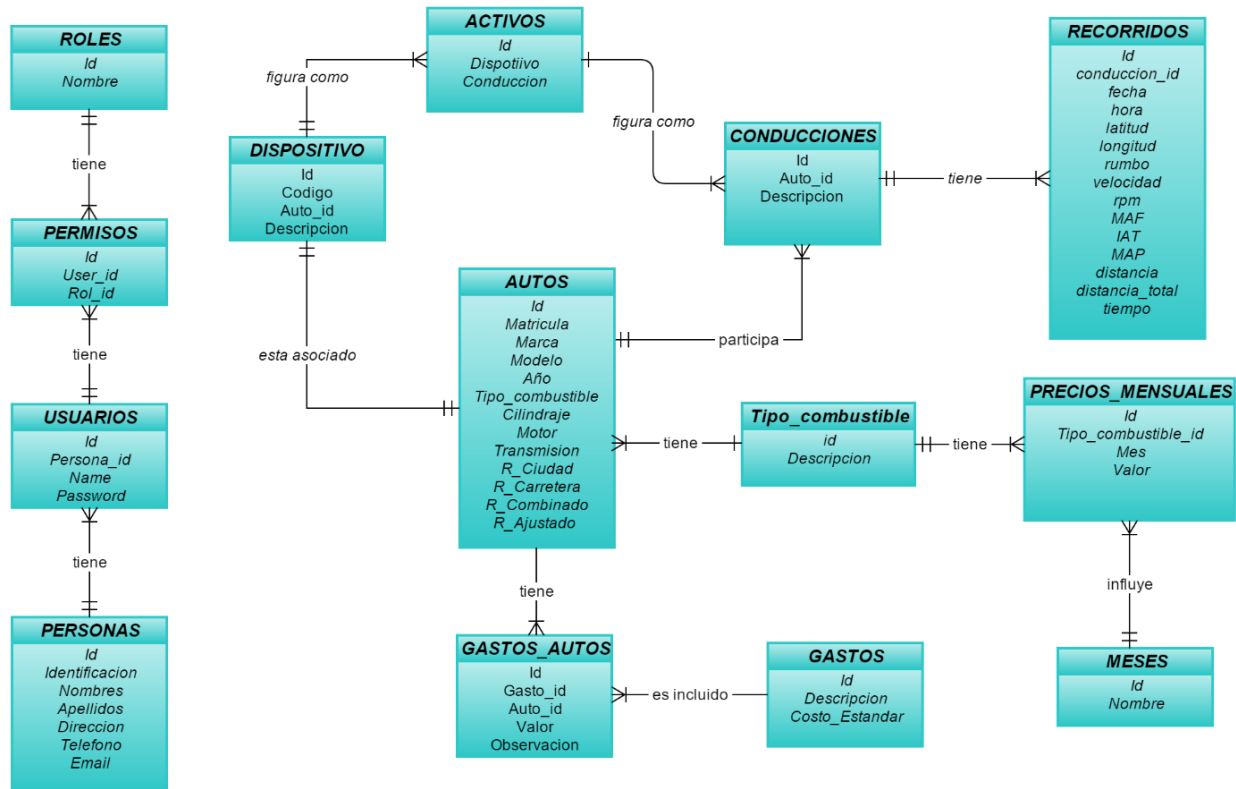 ROLES
Id
Nombre
tiene
PERMISOS
Id
User_id
Rol_id
tiene
USUARIOS
Id
Persona_id
Name
Password
tiene
PERSONAS
Id
Identificacion
Nombres
Apellidos
Direccion
Telefono
Email
ACTIVOS
Id
Dispotiivo
Conduccion
figura como
DISPOSITIVO
Id
Codigo
Auto_id
Descripcion
esta asociado
figura como
CONDUCCIONES
Id
Auto_id
Descripcion
tiene
RECORRIDOS
Id
conduccion_id
fecha
hora
latitud
longitud
rumbo
velocidad
rpm
MAF
IAT
MAP
distancia
distancia_total
tiempo
AUTOS
Id
Matricula
Marca
Modelo
Año
Tipo_combustible
Cilindraje
Motor
Transmision
R_Ciudad
R_Carretera
R_Combinado
R_Ajustado
participa
tiene
Tipo_combustible
id
Descripcion
tiene
PRECIOS_MENSUALES
Id
Tipo_combustible_id
Mes
Valor
influye
MESES
Id
Nombre
tiene
GASTOS_AUTOS
Id
Gasto_id
Auto_id
Valor
Observacion
es incluido
GASTOS
Id
Descripcion
Costo_Estandar